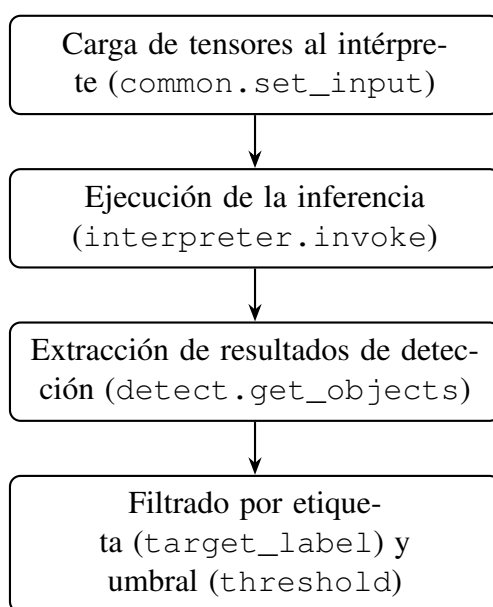 Carga de tensores al intérpre-
te (common.set_input)
Ejecución de la inferencia
(interpreter.invoke)
Extracción de resultados de detec-
ción (detect.get_objects)
Filtrado por etique-
ta (target_label) y
umbral (threshold)